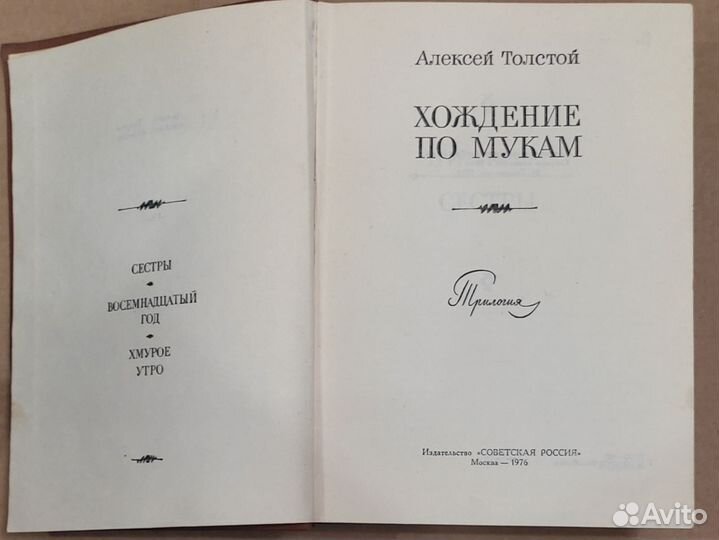 СЕСТРЫ
ВОСЕМНАДЦАТЫЙ
ГОД
ХМУРОЕ
УТРО
Алексей Толстой
ХОЖДЕНИЕ
ПО МУКАМ
Трилогия
Издательство «СОВЕТСКАЯ РОССИЯ»
Москва — 1976
Avito